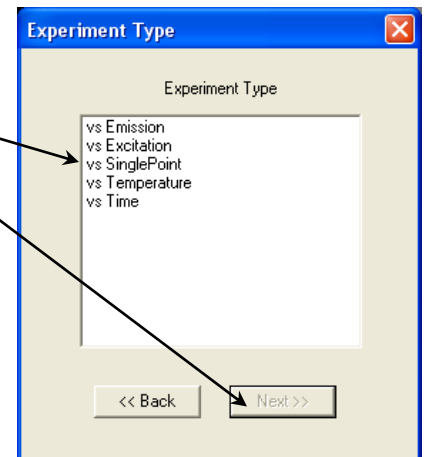 Experiment Type
Experiment Type
vs Emission
vs Excitation
vs SinglePoint
vs Temperature
vs Time
<< Back
Next >>